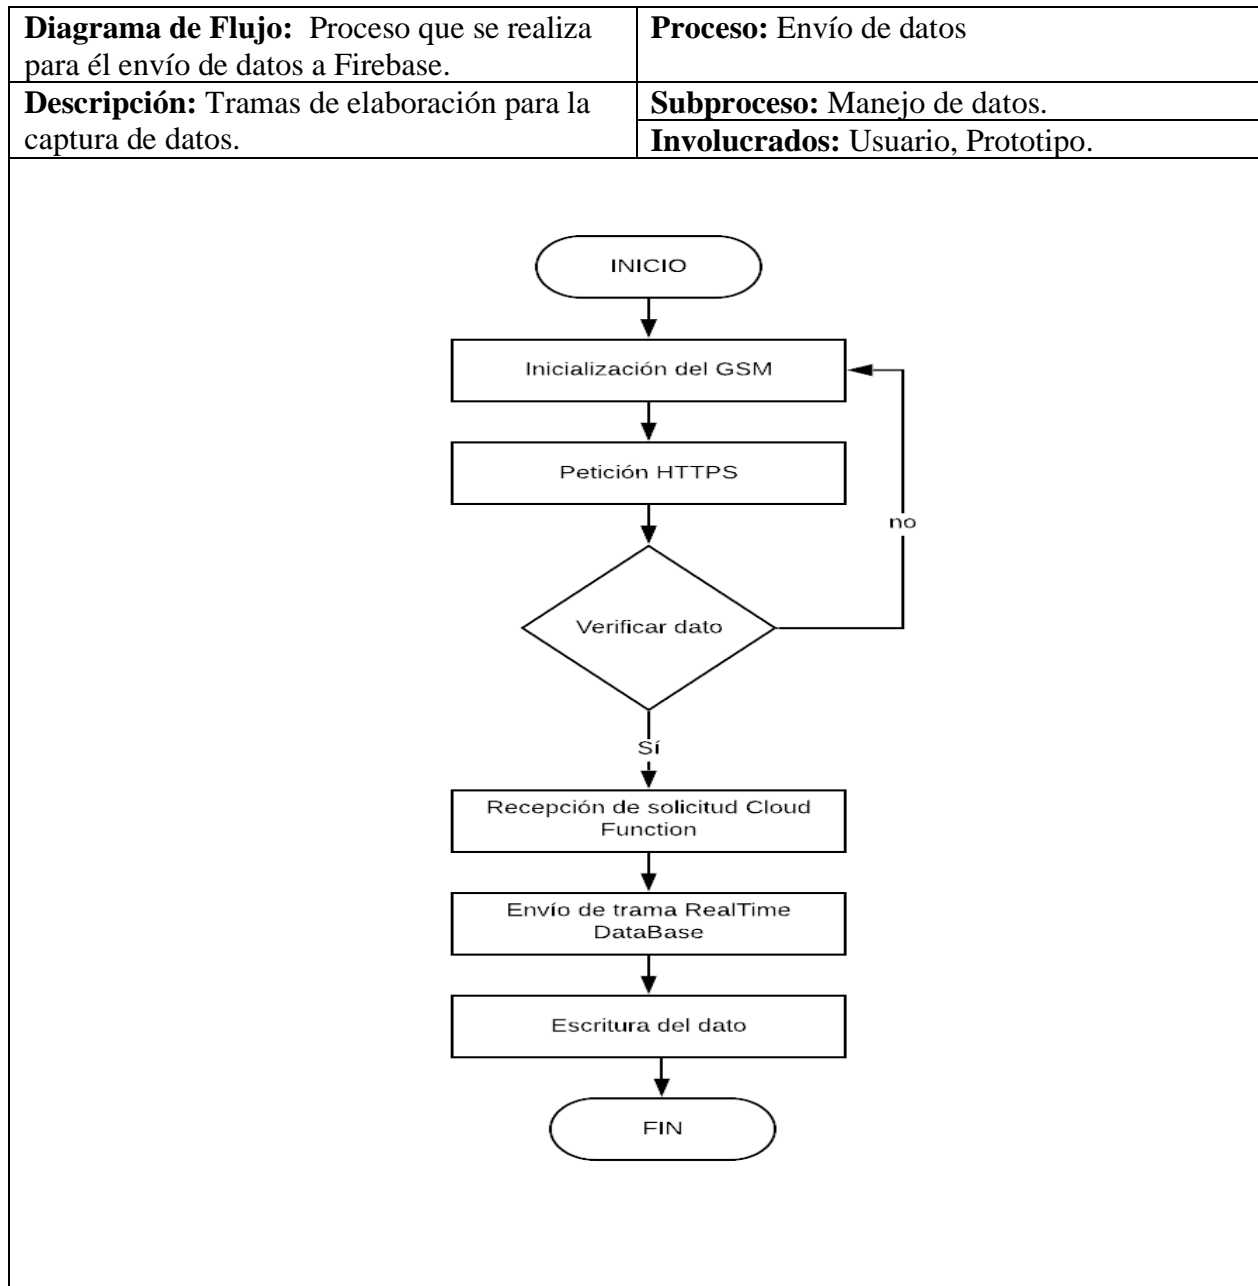 Diagrama de Flujo:  Proceso que se realiza
para él envío de datos a Firebase.
Proceso: Envío de datos
Descripción: Tramas de elaboración para la
captura de datos.
Subproceso: Manejo de datos.
Involucrados: Usuario, Prototipo.
INICIO
Inicialización del GSM
Petición HTTPS
no
Verificar dato
Sí
Recepción de solicitud Cloud
Function
Envío de trama RealTime
DataBase
Escritura del dato
FIN